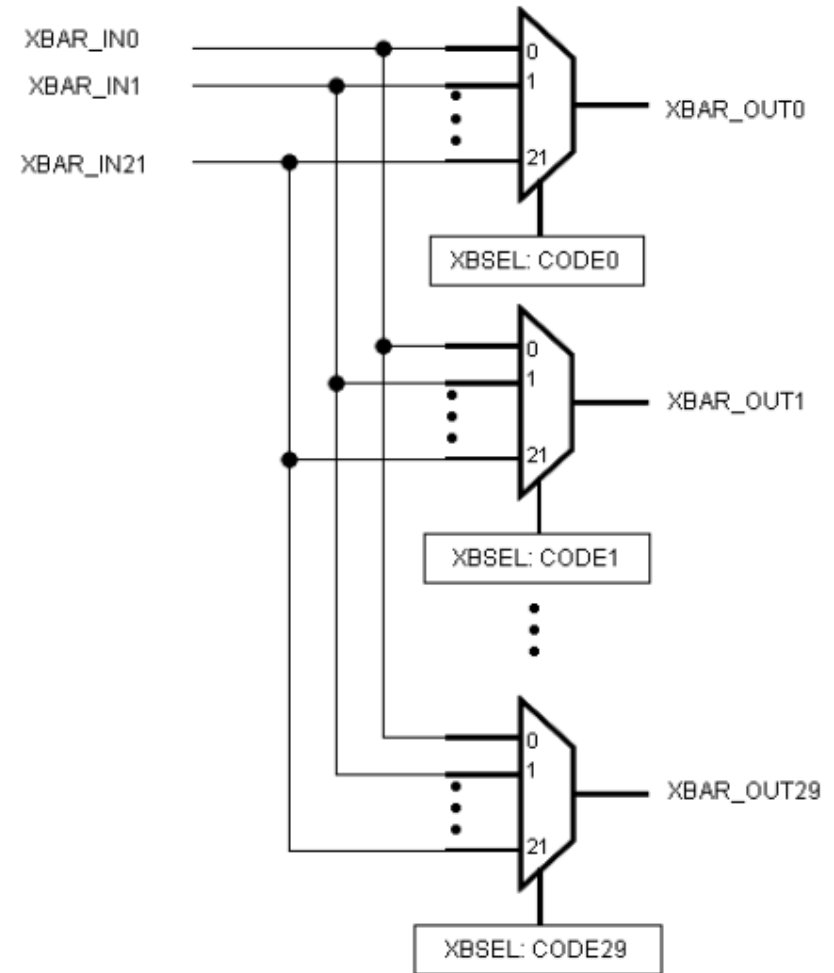 XBAR_IN0
XBAR_IN1
XBAR_IN21
0
1
21
XBAR_OUT0
XBSEL: CODE0
0
1
21
XBAR_OUT1
XBSEL: CODE1
0
1
21
XBAR_OUT29
XBSEL: CODE29